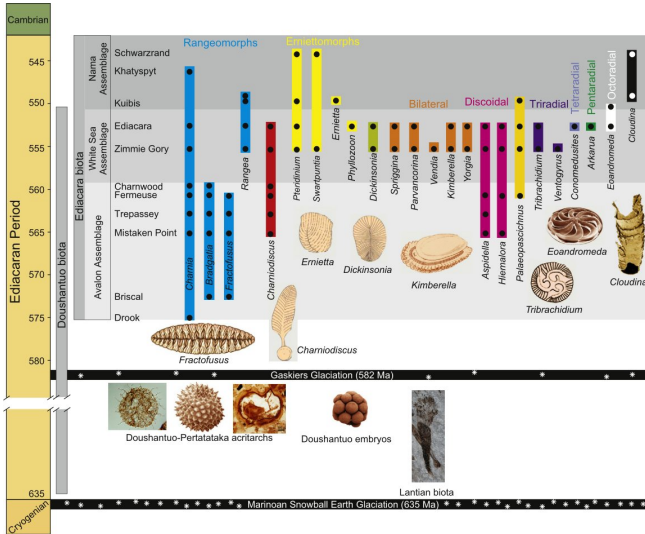 Cambrian
Ediacaran Period
Cryogenian
545
550
555
560
565
570
575
580
635
Doushantuo biota
Ediacara biota
Nama
Assemblage
White Sea
Assemblage
Avalon Assemblage
Schwarzrand
Khatyspyt
Kuibis
Ediacara
Zimmie Gory
Charnwood
Fermeuse
Trepassey
Mistaken Point
Briscal
Drook
Rangeomorphs
Erniettomorphs
Bilateral
Discoidal
Triradial
Tetraradial
Pentaradial
Octoradial
Charnia
Bradgatia
Fractofusus
Rangea
Charniodiscus
Pteridinium
Swartpuntia
Ernietta
Phyllozoon
Dickinsonia
Spriggina
Parvancorina
Vendia
Kimberella
Yorgia
Aspidella
Hiemalora
Palaeopascichnus
Tribrachidium
Ventogyrus
Conomedusites
Arkarua
Eoandromeda
Cloudina
Ernietta
Dickinsonia
Kimberella
Eoandromeda
Tribrachidium
Cloudina
Fractofusus
Charniodiscus
Gaskiers Glaciation (582 Ma)
Doushantuo-Pertatataka acritarchs
Doushantuo embryos
Lantian biota
Marinoan Snowball Earth Glaciation (635 Ma)